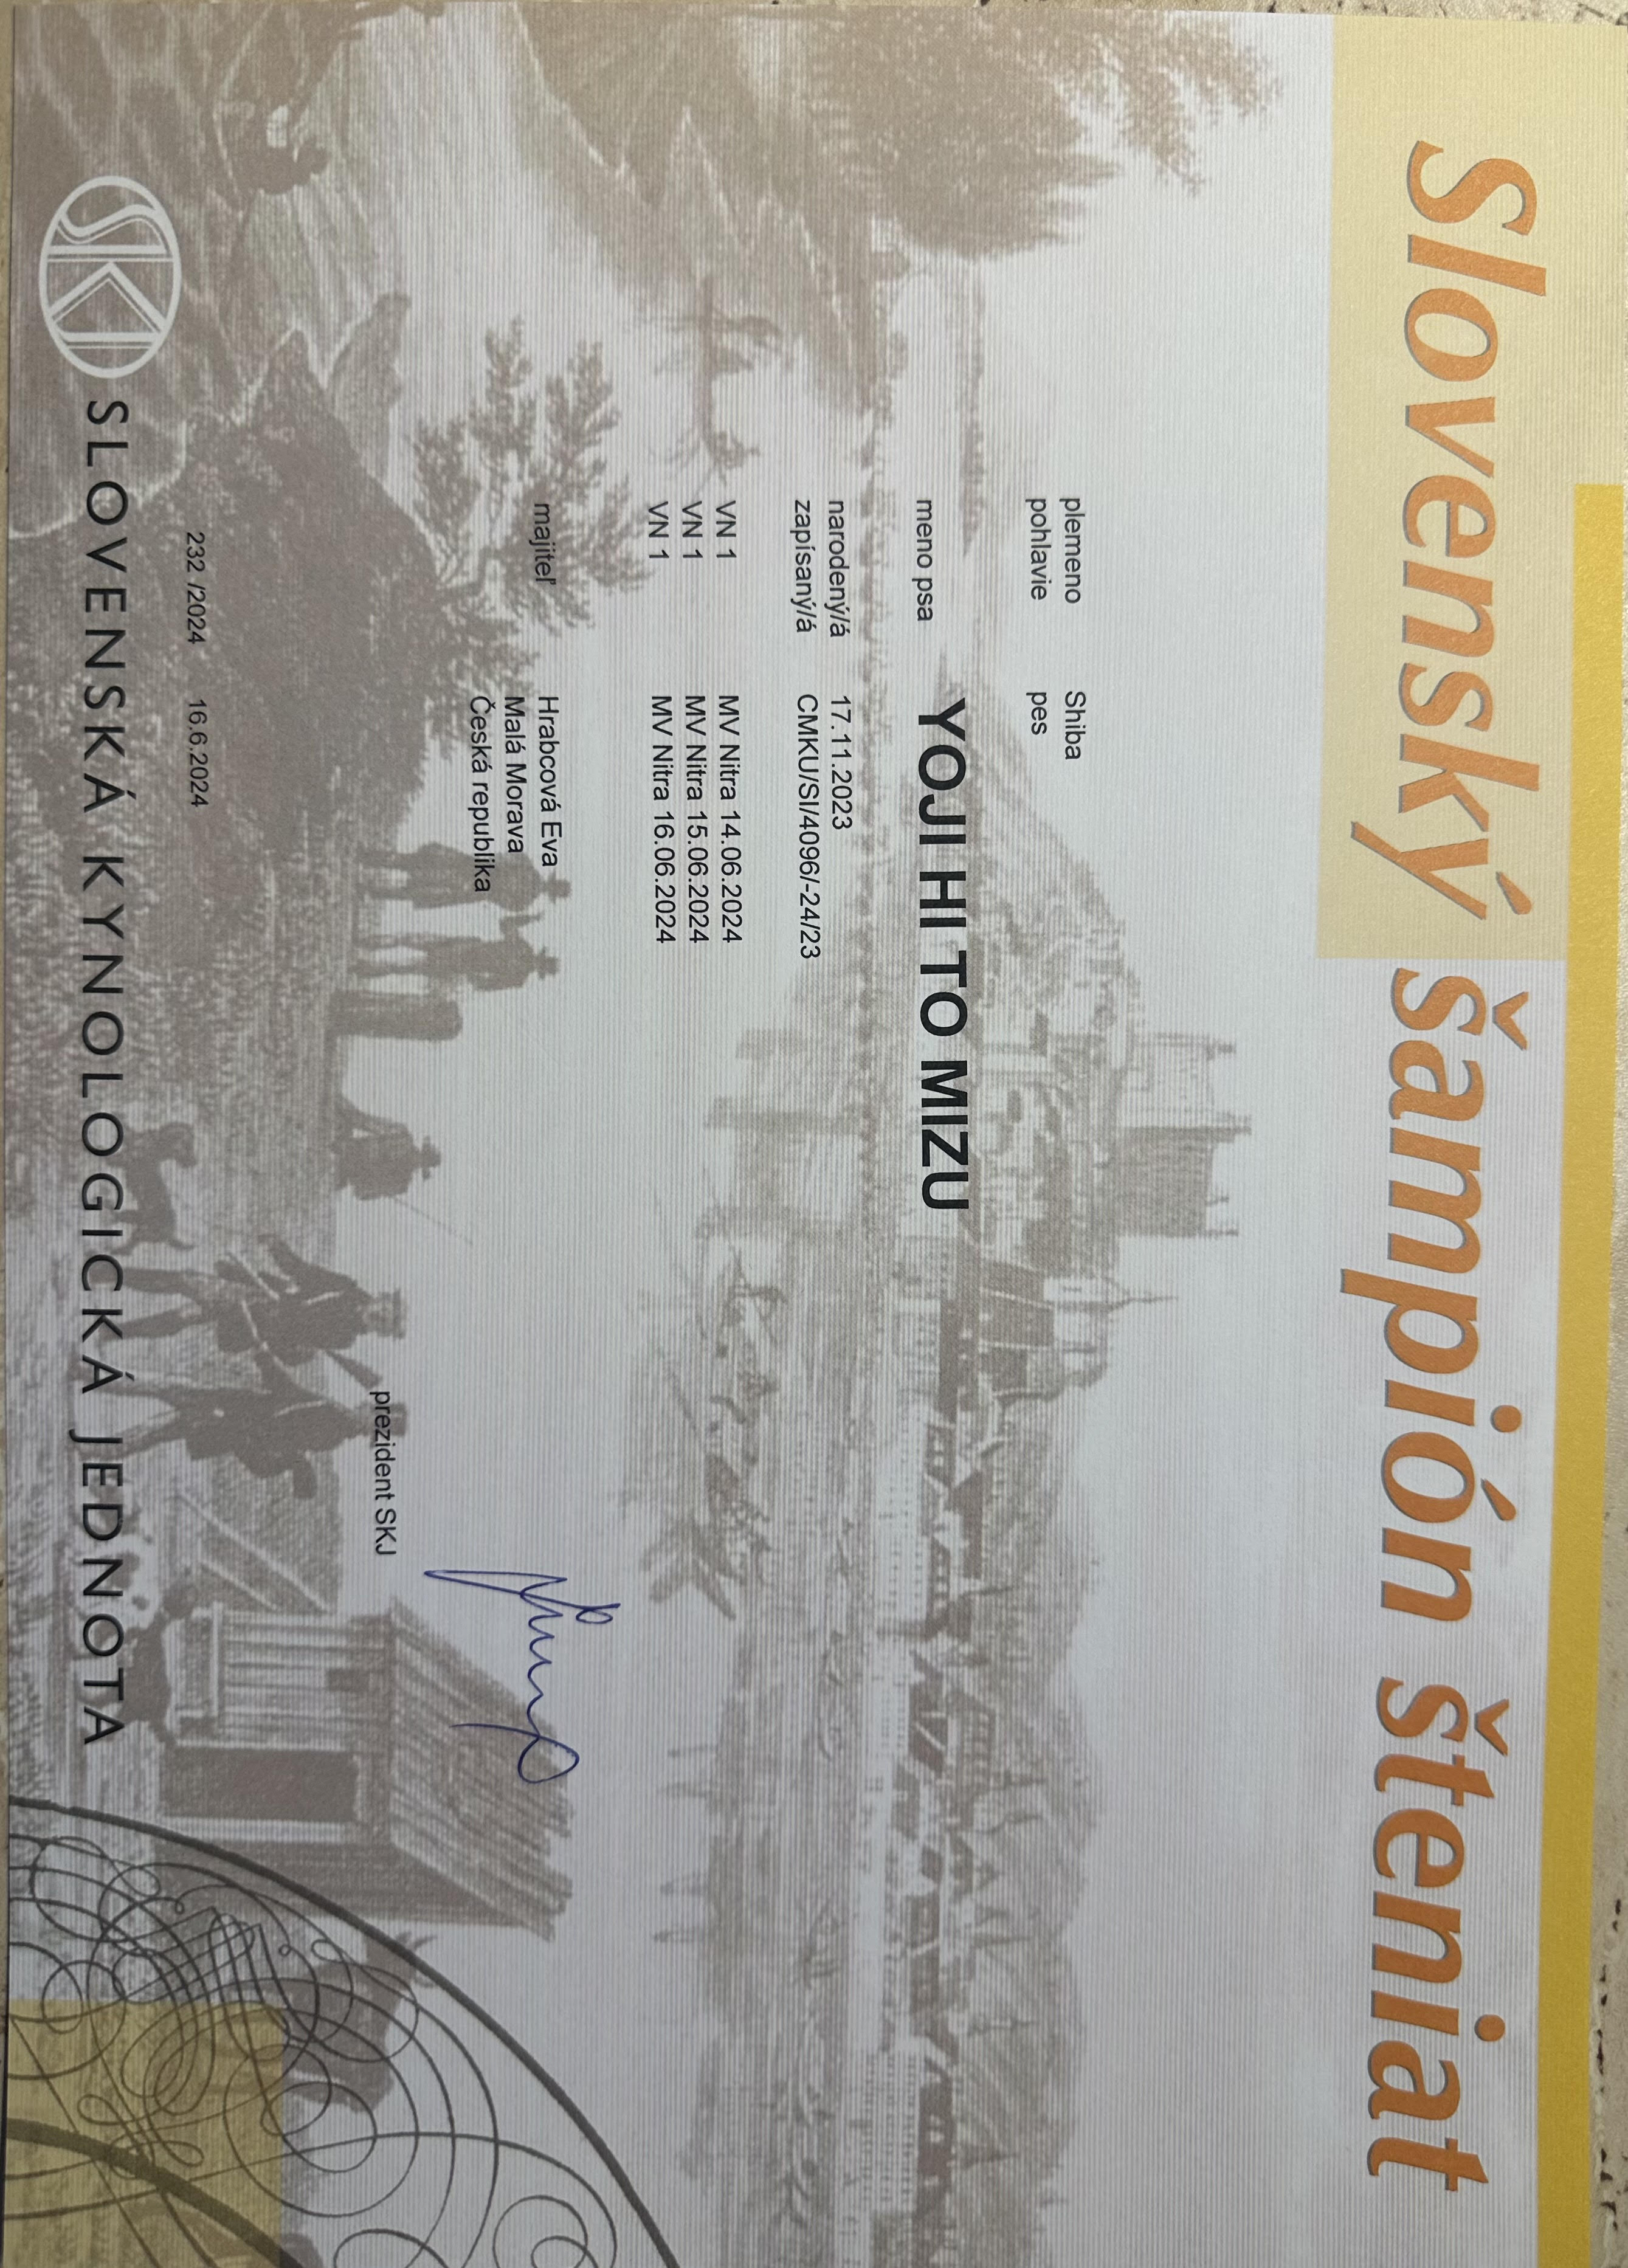 Slovenský šampión šteniat
plemeno Shiba
pohlavie pes
meno psa YOJI HI TO MIZU
narodený/á 17.11.2023
zapísaný/á CMKU/SI/4096/-24/23
VN 1 MV Nitra 14.06.2024
VN 1 MV Nitra 15.06.2024
VN 1 MV Nitra 16.06.2024
majiteľ Hrabcová Eva
Malá Morava
Česká republika
prezident SKJ
232 /2024 16.6.2024
SKJ SLOVENSKÁ KYNOLOGICKÁ JEDNOTA